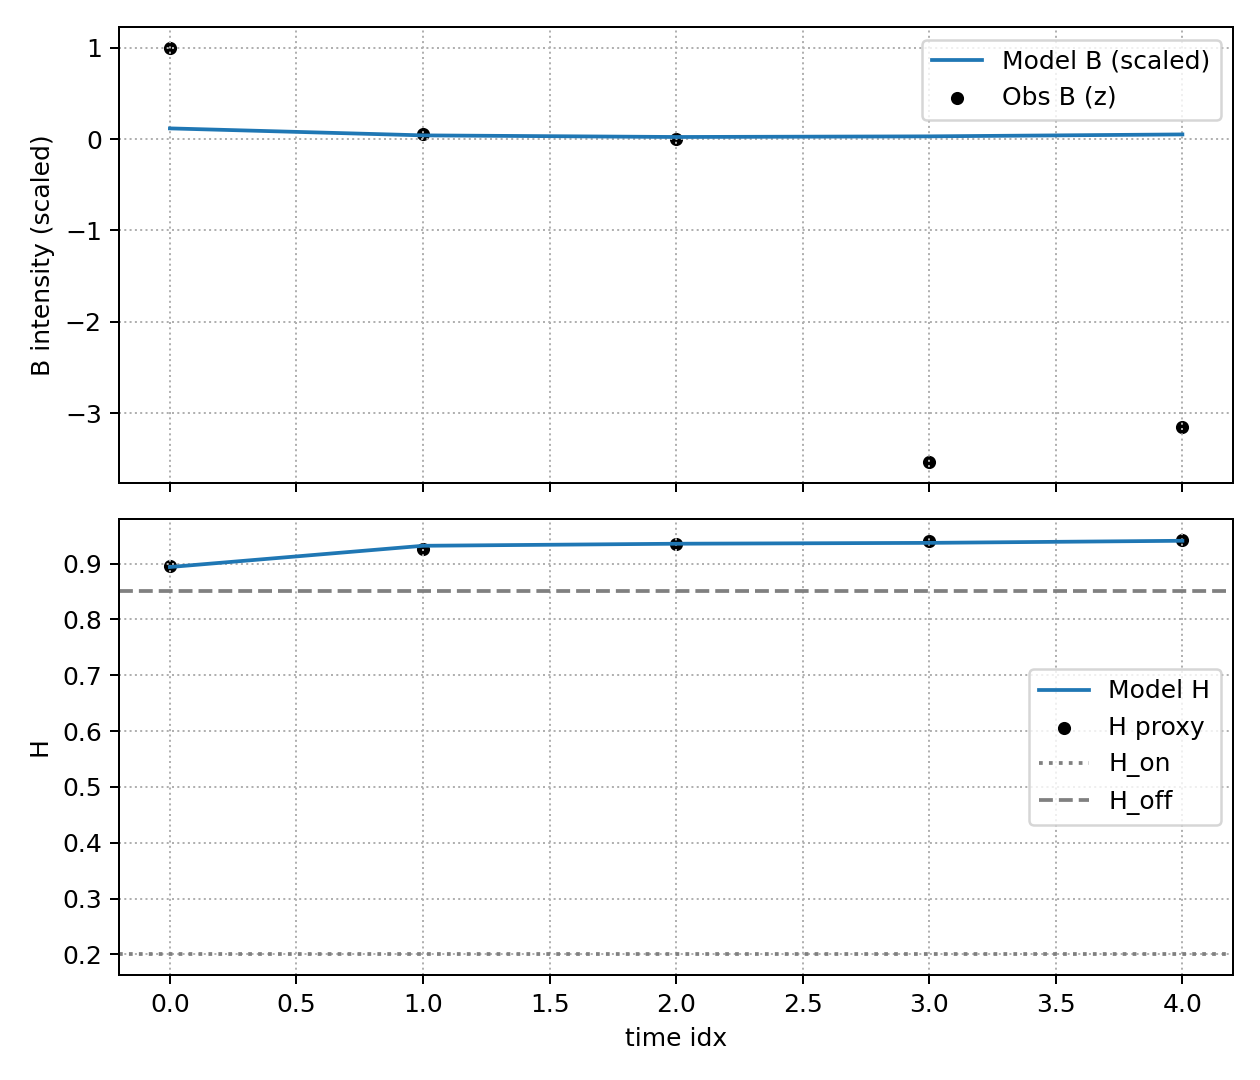 1
0
−1
−2
−3
B intensity (scaled)
Model B (scaled)
Obs B (z)
0.9
0.8
0.7
0.6
0.5
0.4
0.3
0.2
H
Model H
H proxy
H_on
H_off
0.0 0.5 1.0 1.5 2.0 2.5 3.0 3.5 4.0
time idx